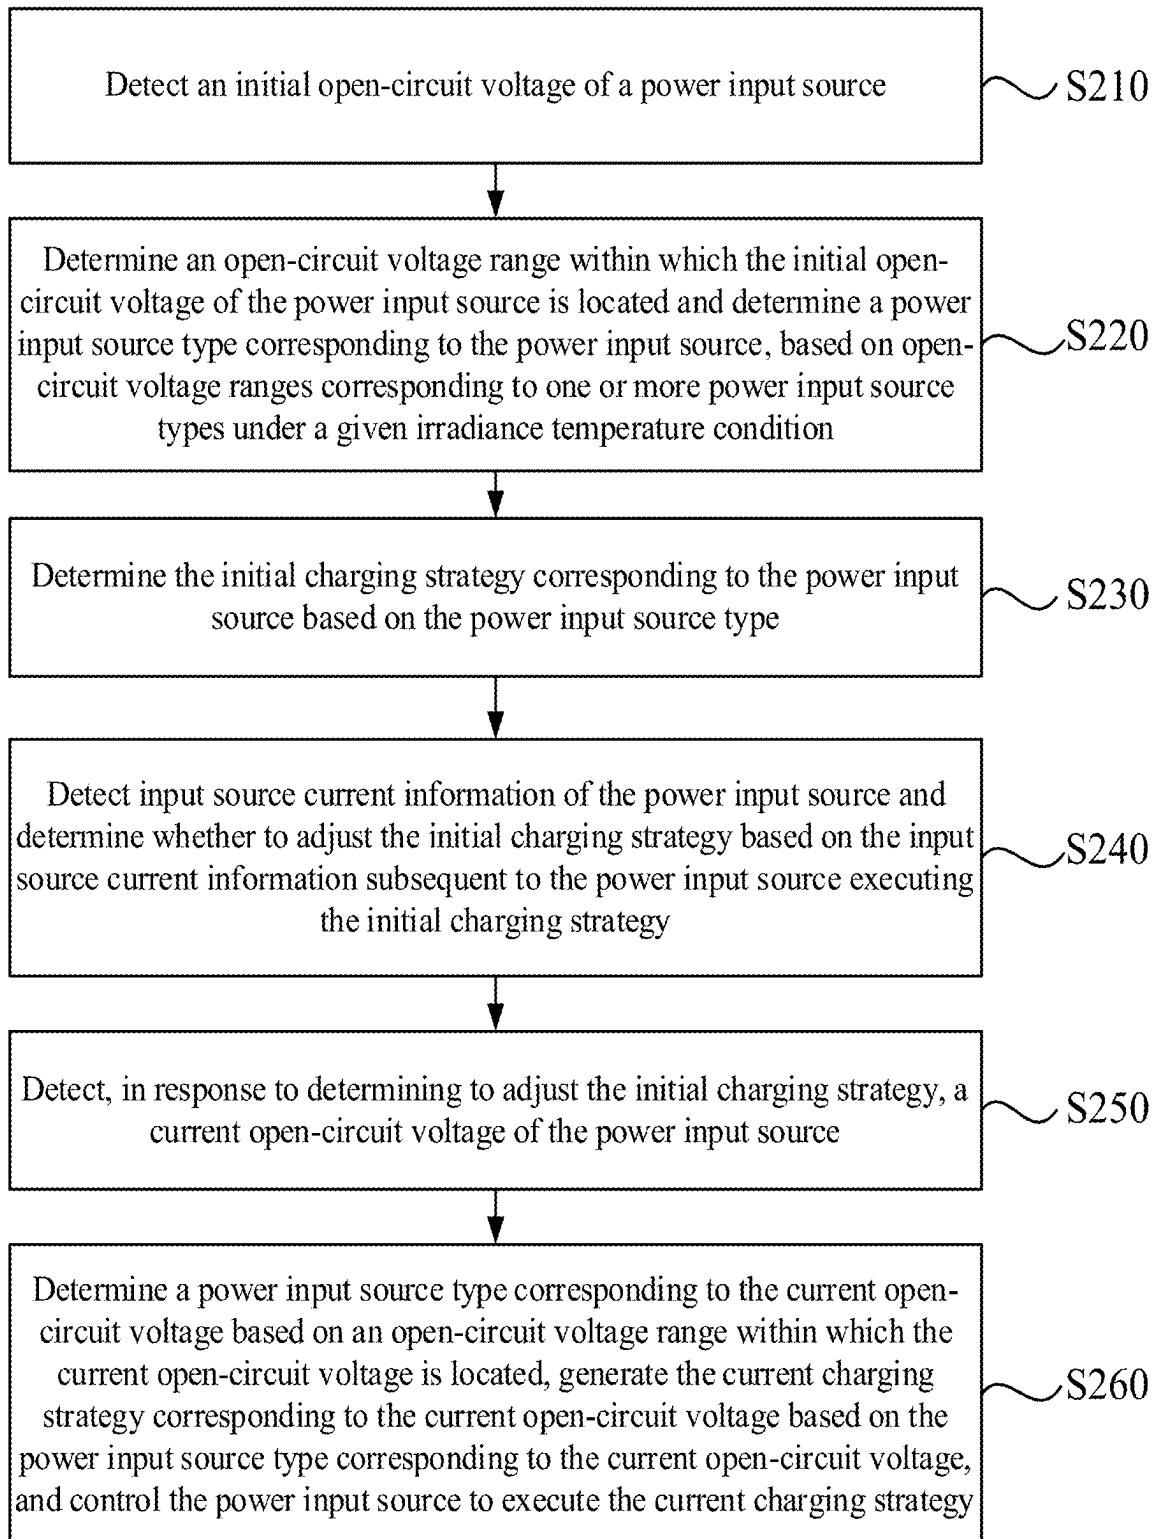 Detect an initial open-circuit voltage of a power input source
S210
Determine an open-circuit voltage range within which the initial open-
circuit voltage of the power input source is located and determine a power
input source type corresponding to the power input source, based on open-
circuit voltage ranges corresponding to one or more power input source
types under a given irradiance temperature condition
S220
Determine the initial charging strategy corresponding to the power input
source based on the power input source type
S230
Detect input source current information of the power input source and
determine whether to adjust the initial charging strategy based on the input
source current information subsequent to the power input source executing
the initial charging strategy
S240
Detect, in response to determining to adjust the initial charging strategy, a
current open-circuit voltage of the power input source
S250
Determine a power input source type corresponding to the current open-
circuit voltage based on an open-circuit voltage range within which the
current open-circuit voltage is located, generate the current charging
strategy corresponding to the current open-circuit voltage based on the
power input source type corresponding to the current open-circuit voltage,
and control the power input source to execute the current charging strategy
S260